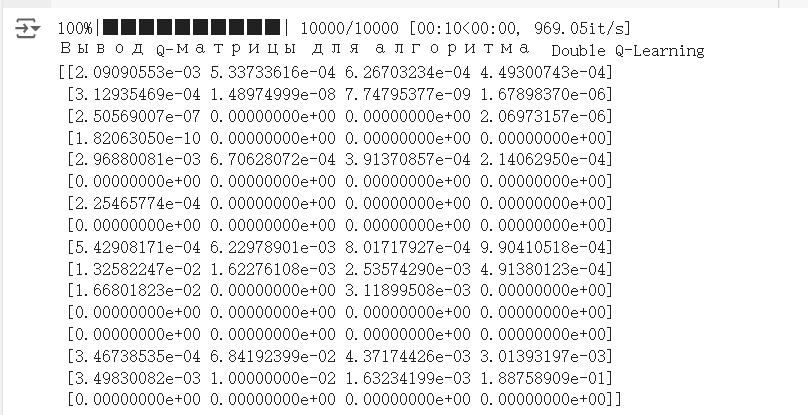 100%|██████████| 10000/10000 [00:10<00:00, 969.05it/s]
Вывод Q-матрицы для алгоритма Double Q-Learning
[[2.09090553e-03 5.33733616e-04 6.26703234e-04 4.49300743e-04]
[3.12935469e-04 1.48974999e-08 7.74795377e-09 1.67898370e-06]
[2.50569007e-07 0.00000000e+00 0.00000000e+00 2.06973157e-06]
[1.82063050e-10 0.00000000e+00 0.00000000e+00 0.00000000e+00]
[2.96880081e-03 6.70628072e-04 3.91370857e-04 2.14062950e-04]
[0.00000000e+00 0.00000000e+00 0.00000000e+00 0.00000000e+00]
[2.25465774e-04 0.00000000e+00 0.00000000e+00 0.00000000e+00]
[0.00000000e+00 0.00000000e+00 0.00000000e+00 0.00000000e+00]
[5.42908171e-04 6.22978901e-03 8.01717927e-04 9.90410518e-04]
[1.32582247e-02 1.62276108e-03 2.53574290e-03 4.91380123e-04]
[1.66801823e-02 0.00000000e+00 3.11899508e-03 0.00000000e+00]
[0.00000000e+00 0.00000000e+00 0.00000000e+00 0.00000000e+00]
[0.00000000e+00 0.00000000e+00 0.00000000e+00 0.00000000e+00]
[3.46738535e-04 6.84192399e-02 4.37174426e-03 3.01393197e-03]
[3.49830082e-03 1.00000000e-02 1.63234199e-03 1.88758909e-01]
[0.00000000e+00 0.00000000e+00 0.00000000e+00 0.00000000e+00]]